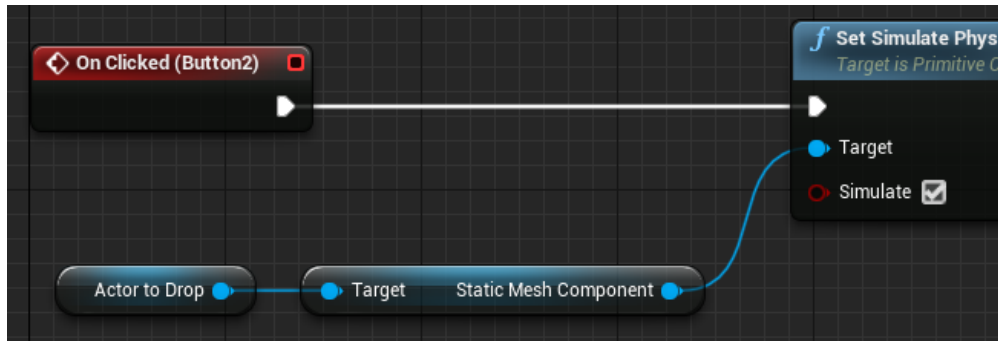 On Clicked (Button2)
f Set Simulate Phys
Target is Primitive
Target
Simulate
Actor to Drop
Target
Static Mesh Component